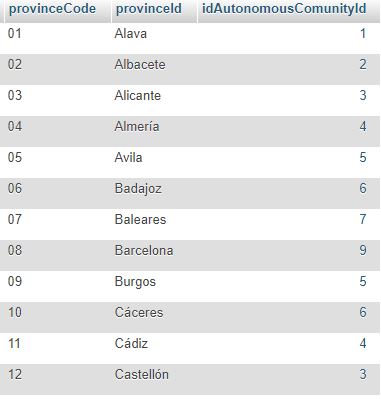 provinceCode provinceId idAutonomousComunityId
01 Alava 1
02 Albacete 2
03 Alicante 3
04 Almería 4
05 Avila 5
06 Badajoz 6
07 Baleares 7
08 Barcelona 9
09 Burgos 5
10 Cáceres 6
11 Cádiz 4
12 Castellón 3